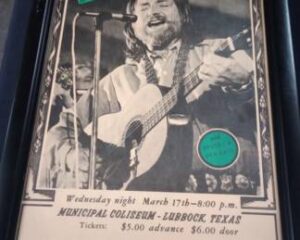 Wednesday night March 17th-8:00 p.m.
MUNICIPAL COLISEUM - LUBBOCK, TEXAS
Tickets: $5.00 advance $6.00 door